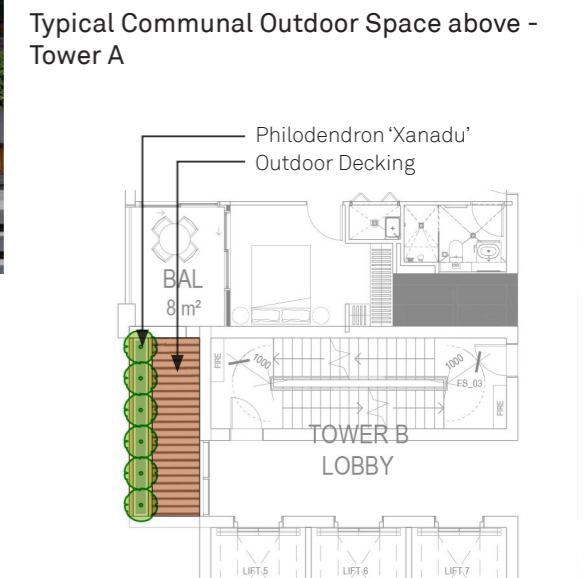 Typical Communal Outdoor Space above -
Tower A
Philodendron ‘Xanadu’
Outdoor Decking
BAL
8 m²
FIRE
1000
1000
FS_03
FIRE
TOWER B
LOBBY
LIFT 5
LIFT 6
LIFT 7